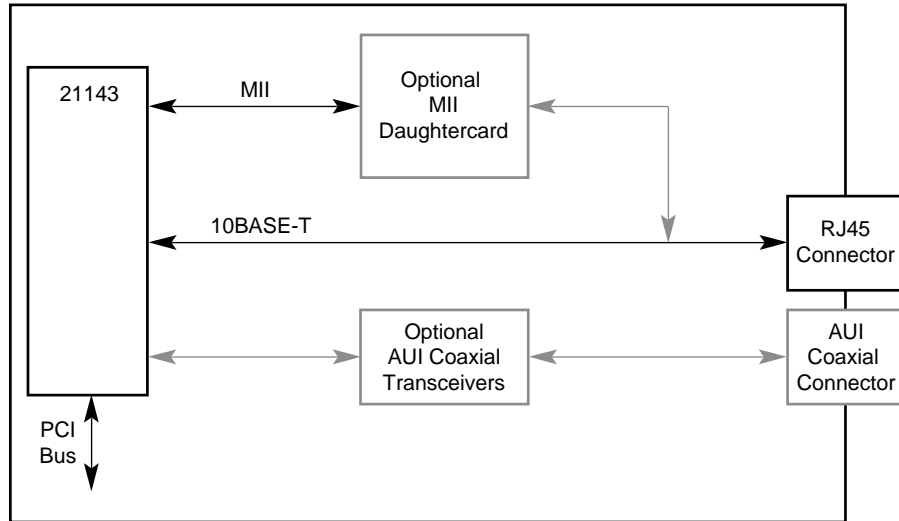 21143
MII
Optional
MII
Daughtercard
10BASE-T
RJ45
Connector
Optional
AUI Coaxial
Transceivers
AUI
Coaxial
Connector
PCI
Bus